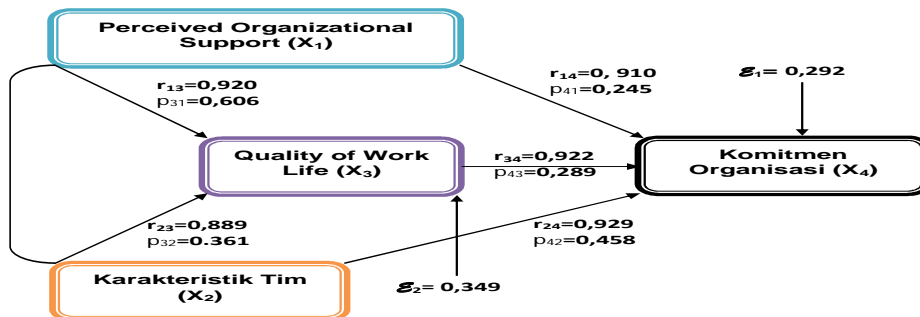 Perceived Organizational
Support (X₁)
r₁₃=0,920
p₃₁=0,606
r₁₄=0, 910
p₄₁=0,245
ℰ₁= 0,292
Quality of Work
Life (X₃)
r₃₄=0,922
p₄₃=0,289
Komitmen
Organisasi (X₄)
r₂₃=0,889
p₃₂=0.361
r₂₄=0,929
p₄₂=0,458
Karakteristik Tim
(X₂)
ℰ₂= 0,349